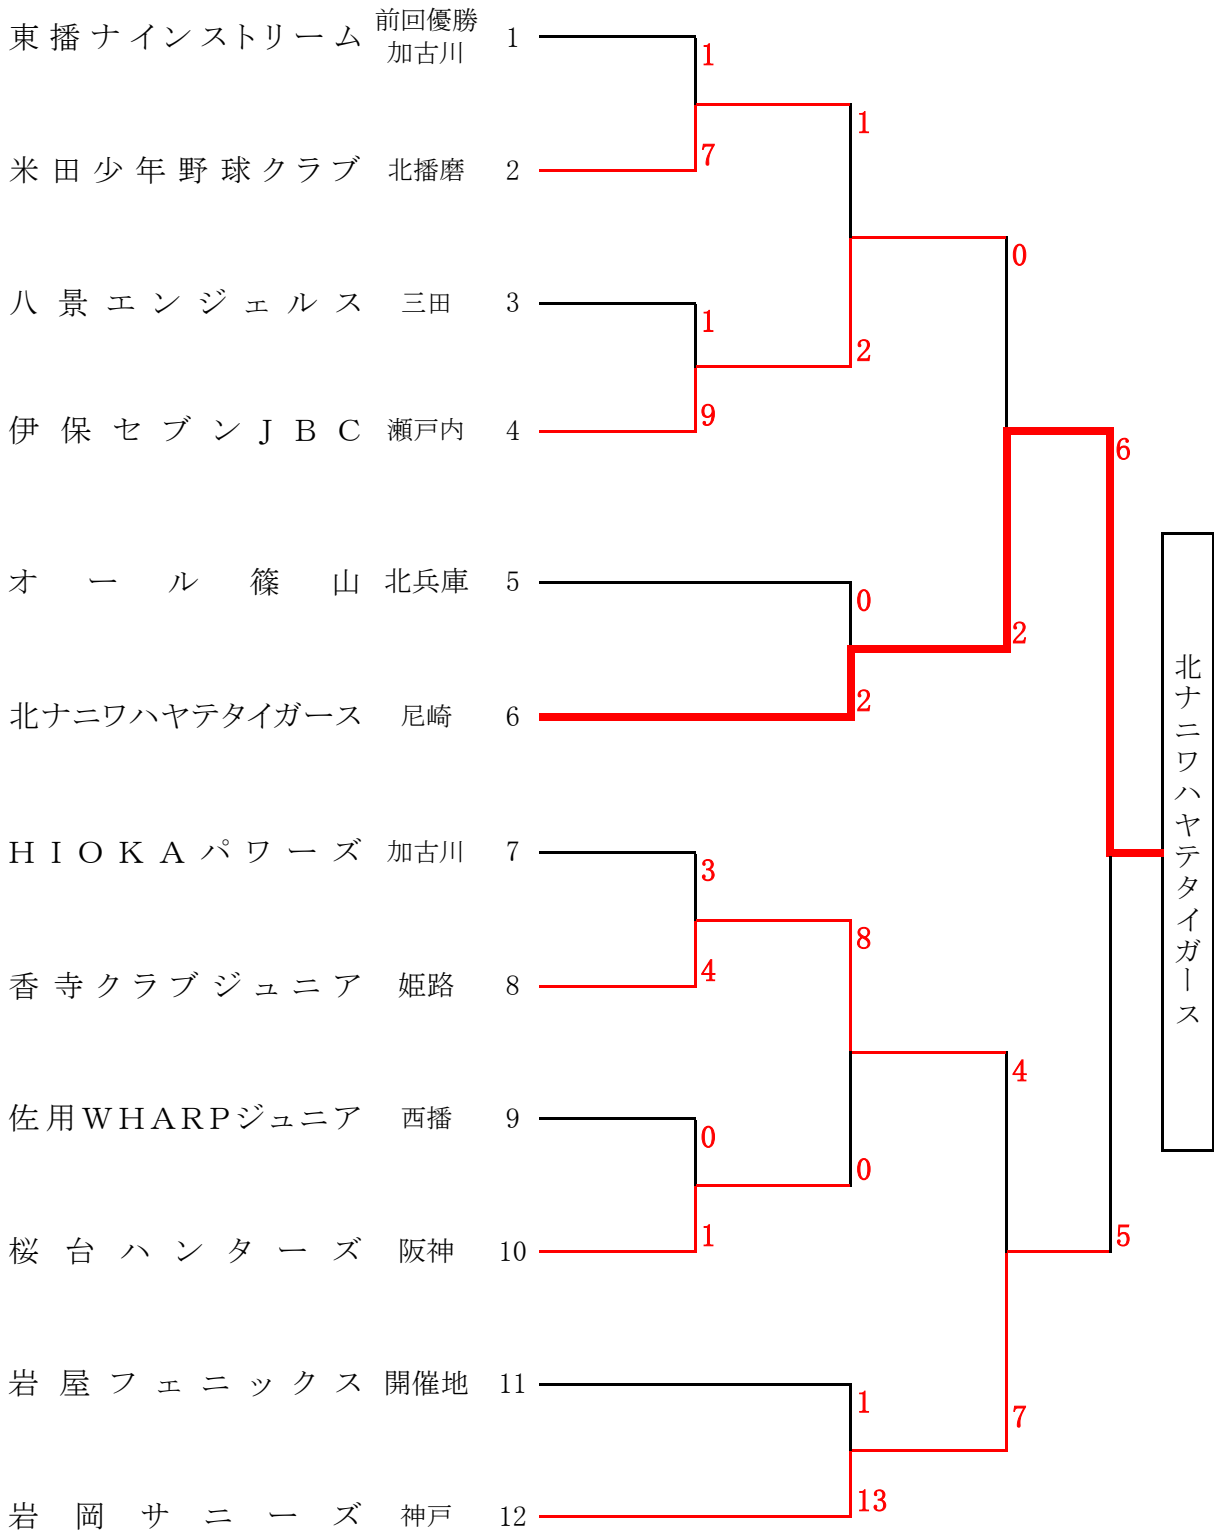 東播ナインストリーム 前回優勝 加古川 1
1
1
米田少年野球クラブ 北播磨 2
7
0
八景エンジェルス 三田 3
1
2
伊保セブンJBC 瀬戸内 4
9
6
オール篠山 北兵庫 5
0
2
北ナニワハヤテタイガース 尼崎 6
2
北ナニワハヤテタイガース
HIOKAパワーズ 加古川 7
3
8
香寺クラブジュニア 姫路 8
4
4
佐用WHARPジュニア 西播 9
0
0
桜台ハンターズ 阪神 10
1
5
岩屋フェニックス 開催地 11
1
7
岩岡サニーズ 神戸 12
13